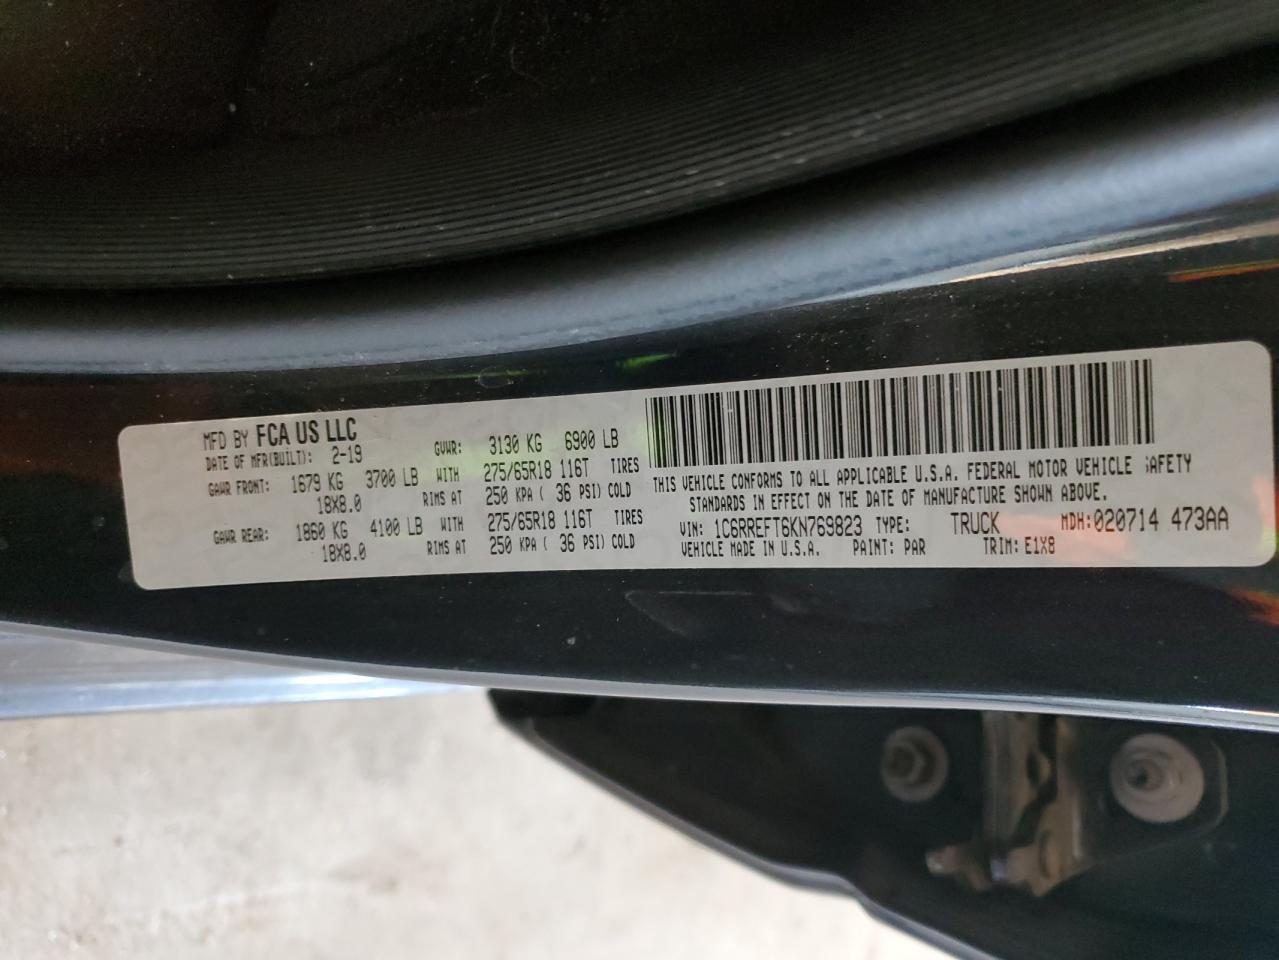 MFD BY FCA US LLC
DATE OF MFR(BUILT): 2-19 GVWR: 3130 KG 6900 LB
GAWR FRONT: 1679 KG 3700 LB WITH 275/65R18 116T TIRES
18X8.0 RIMS AT 250 KPA ( 36 PSI) COLD
GAWR REAR: 1860 KG 4100 LB WITH 275/65R18 116T TIRES
18X8.0 RIMS AT 250 KPA ( 36 PSI) COLD
THIS VEHICLE CONFORMS TO ALL APPLICABLE U.S.A. FEDERAL MOTOR VEHICLE SAFETY
STANDARDS IN EFFECT ON THE DATE OF MANUFACTURE SHOWN ABOVE.
VIN: 1C6RREFT6KN769823 TYPE: TRUCK MDH:020714 473AA
VEHICLE MADE IN U.S.A. PAINT: PAR TRIM: E1X8